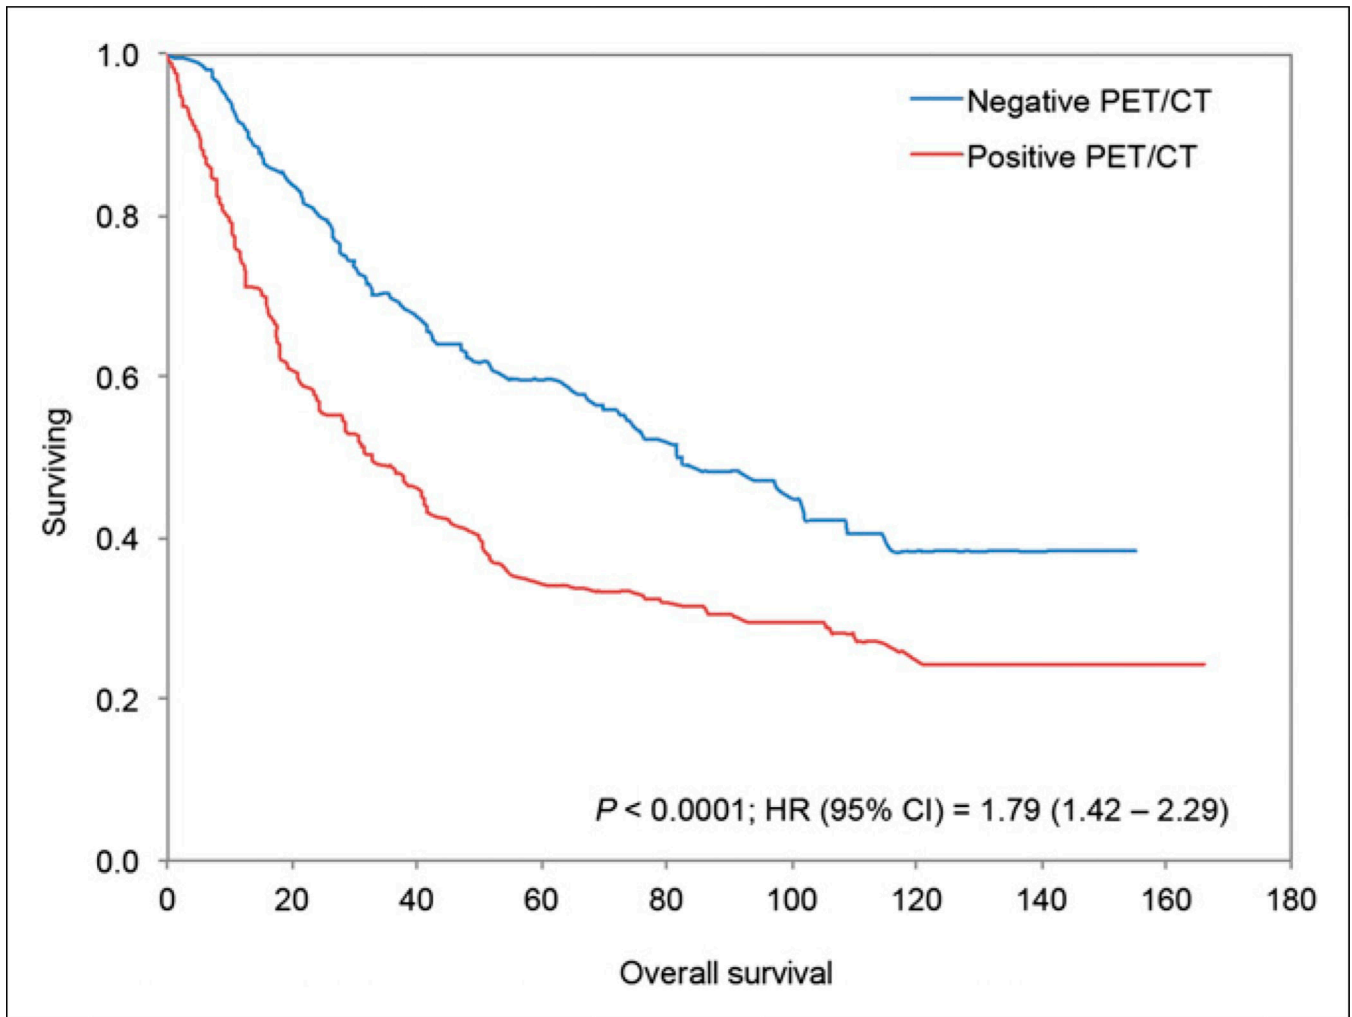 1.0
Negative PET/CT
Positive PET/CT
0.8
0.6
Surviving
0.4
0.2
P < 0.0001; HR (95% CI) = 1.79 (1.42 – 2.29)
0.0
0 20 40 60 80 100 120 140 160 180
Overall survival